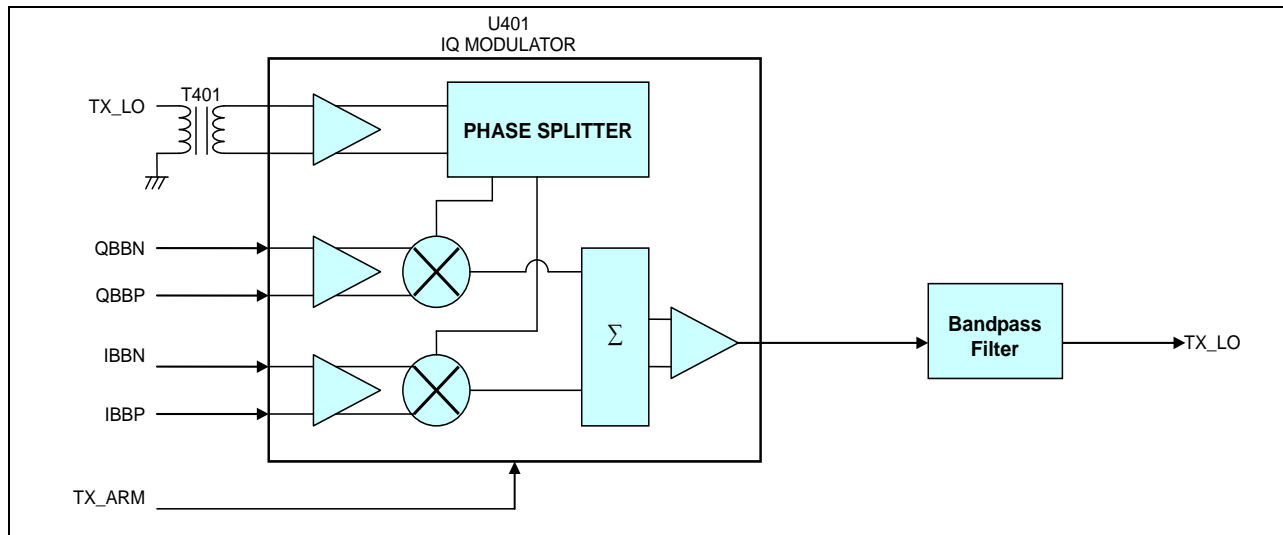 U401
IQ MODULATOR
TX_LO
T401
PHASE SPLITTER
QBBN
QBBP
IBBN
IBBP
Σ
Bandpass
Filter
TX_LO
TX_ARM